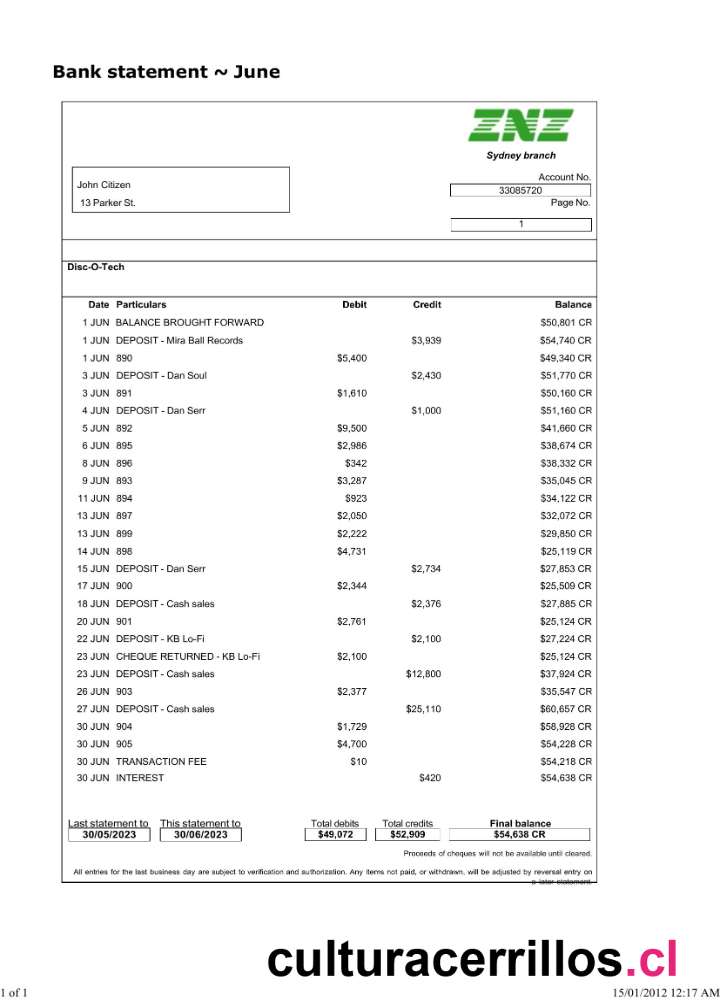 Bank statement ~ June
ZNZ
Sydney branch
Account No.
John Citizen
33085720
13 Parker St.
Page No.
1
Disc-O-Tech
Date Particulars Debit Credit Balance
1 JUN BALANCE BROUGHT FORWARD $50,801 CR
1 JUN DEPOSIT - Mira Ball Records $3,939 $54,740 CR
1 JUN 890 $5,400 $49,340 CR
3 JUN DEPOSIT - Dan Soul $2,430 $51,770 CR
3 JUN 891 $1,610 $50,160 CR
4 JUN DEPOSIT - Dan Serr $1,000 $51,160 CR
5 JUN 892 $9,500 $41,660 CR
6 JUN 895 $2,986 $38,674 CR
8 JUN 896 $342 $38,332 CR
9 JUN 893 $3,287 $35,045 CR
11 JUN 894 $923 $34,122 CR
13 JUN 897 $2,050 $32,072 CR
13 JUN 899 $2,222 $29,850 CR
14 JUN 898 $4,731 $25,119 CR
15 JUN DEPOSIT - Dan Serr $2,734 $27,853 CR
17 JUN 900 $2,344 $25,509 CR
18 JUN DEPOSIT - Cash sales $2,376 $27,885 CR
20 JUN 901 $2,761 $25,124 CR
22 JUN DEPOSIT - KB Lo-Fi $2,100 $27,224 CR
23 JUN CHEQUE RETURNED - KB Lo-Fi $2,100 $25,124 CR
23 JUN DEPOSIT - Cash sales $12,800 $37,924 CR
26 JUN 903 $2,377 $35,547 CR
27 JUN DEPOSIT - Cash sales $25,110 $60,657 CR
30 JUN 904 $1,729 $58,928 CR
30 JUN 905 $4,700 $54,228 CR
30 JUN TRANSACTION FEE $10 $54,218 CR
30 JUN INTEREST $420 $54,638 CR
Last statement to This statement to Total debits Total credits Final balance
30/05/2023 30/06/2023 $49,072 $52,909 $54,638 CR
Proceeds of cheques will not be available until cleared.
All entries for the last business day are subject to verification and authorization. Any items not paid, or withdrawn, will be adjusted by reversal entry on
a later statement.
culturacerrillos.cl
1 of 1 15/01/2012 12:17 AM